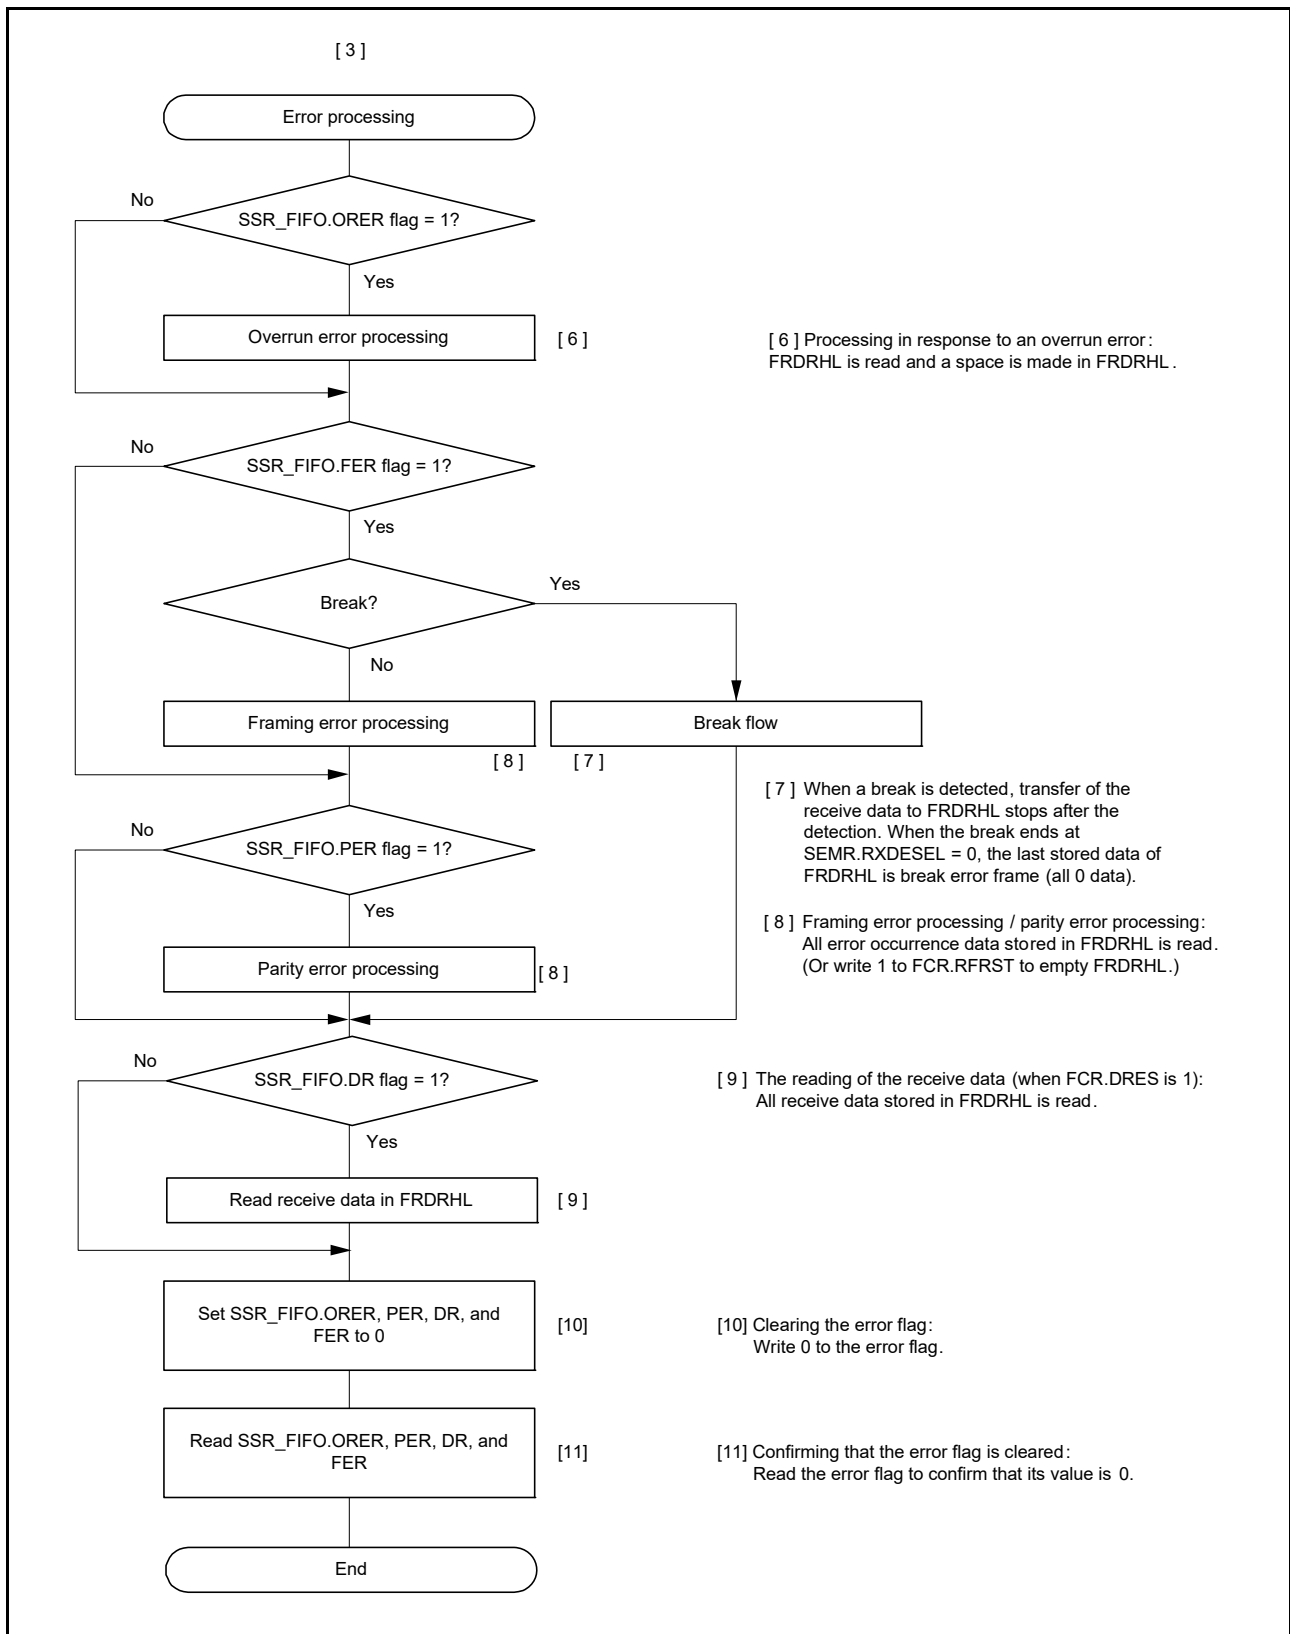 [ 3 ]
Error processing
No
SSR_FIFO.ORER flag = 1?
Yes
Overrun error processing
[ 6 ]
[ 6 ] Processing in response to an overrun error:
FRDRHL is read and a space is made in FRDRHL.
No
SSR_FIFO.FER flag = 1?
Yes
Break?
Yes
No
Framing error processing
Break flow
[ 8 ]
[ 7 ]
[ 7 ] When a break is detected, transfer of the
receive data to FRDRHL stops after the
detection. When the break ends at
SEMR.RXDESEL = 0, the last stored data of
FRDRHL is break error frame (all 0 data).
No
SSR_FIFO.PER flag = 1?
Yes
[ 8 ] Framing error processing / parity error processing:
All error occurrence data stored in FRDRHL is read.
(Or write 1 to FCR.RFRST to empty FRDRHL.)
Parity error processing
[ 8 ]
No
SSR_FIFO.DR flag = 1?
Yes
[ 9 ] The reading of the receive data (when FCR.DRES is 1):
All receive data stored in FRDRHL is read.
Read receive data in FRDRHL
[ 9 ]
Set SSR_FIFO.ORER, PER, DR, and
FER to 0
[10]
[10] Clearing the error flag:
Write 0 to the error flag.
Read SSR_FIFO.ORER, PER, DR, and
FER
[11]
[11] Confirming that the error flag is cleared:
Read the error flag to confirm that its value is 0.
End